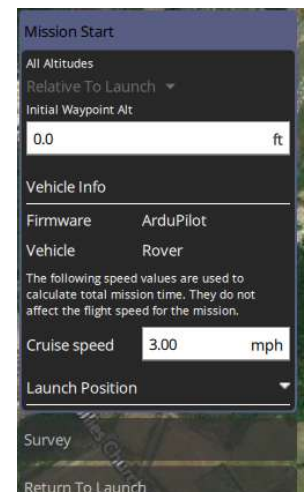 Mission Start
All Altitudes
Relative To Launch
Initial Waypoint Alt
0.0 ft
Vehicle Info
Firmware ArduPilot
Vehicle Rover
The following speed values are used to
calculate total mission time. They do not
affect the flight speed for the mission.
Cruise speed 3.00 mph
Launch Position
Survey
Return To Launch